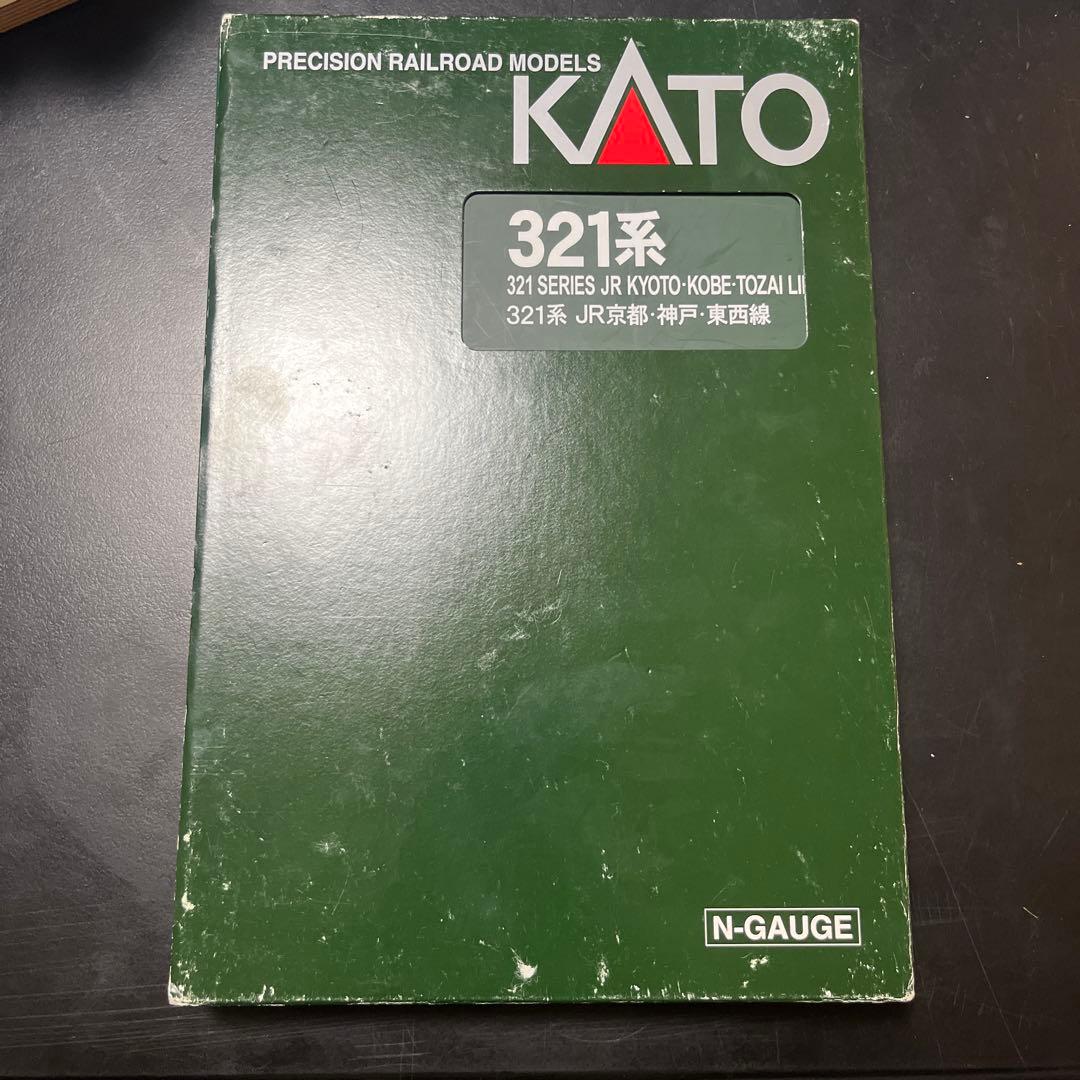 PRECISION RAILROAD MODELS
KATO
321系
321 SERIES JR KYOTO·KOBE·TOZAI LI
321系 JR京都·神戸·東西線
N-GAUGE